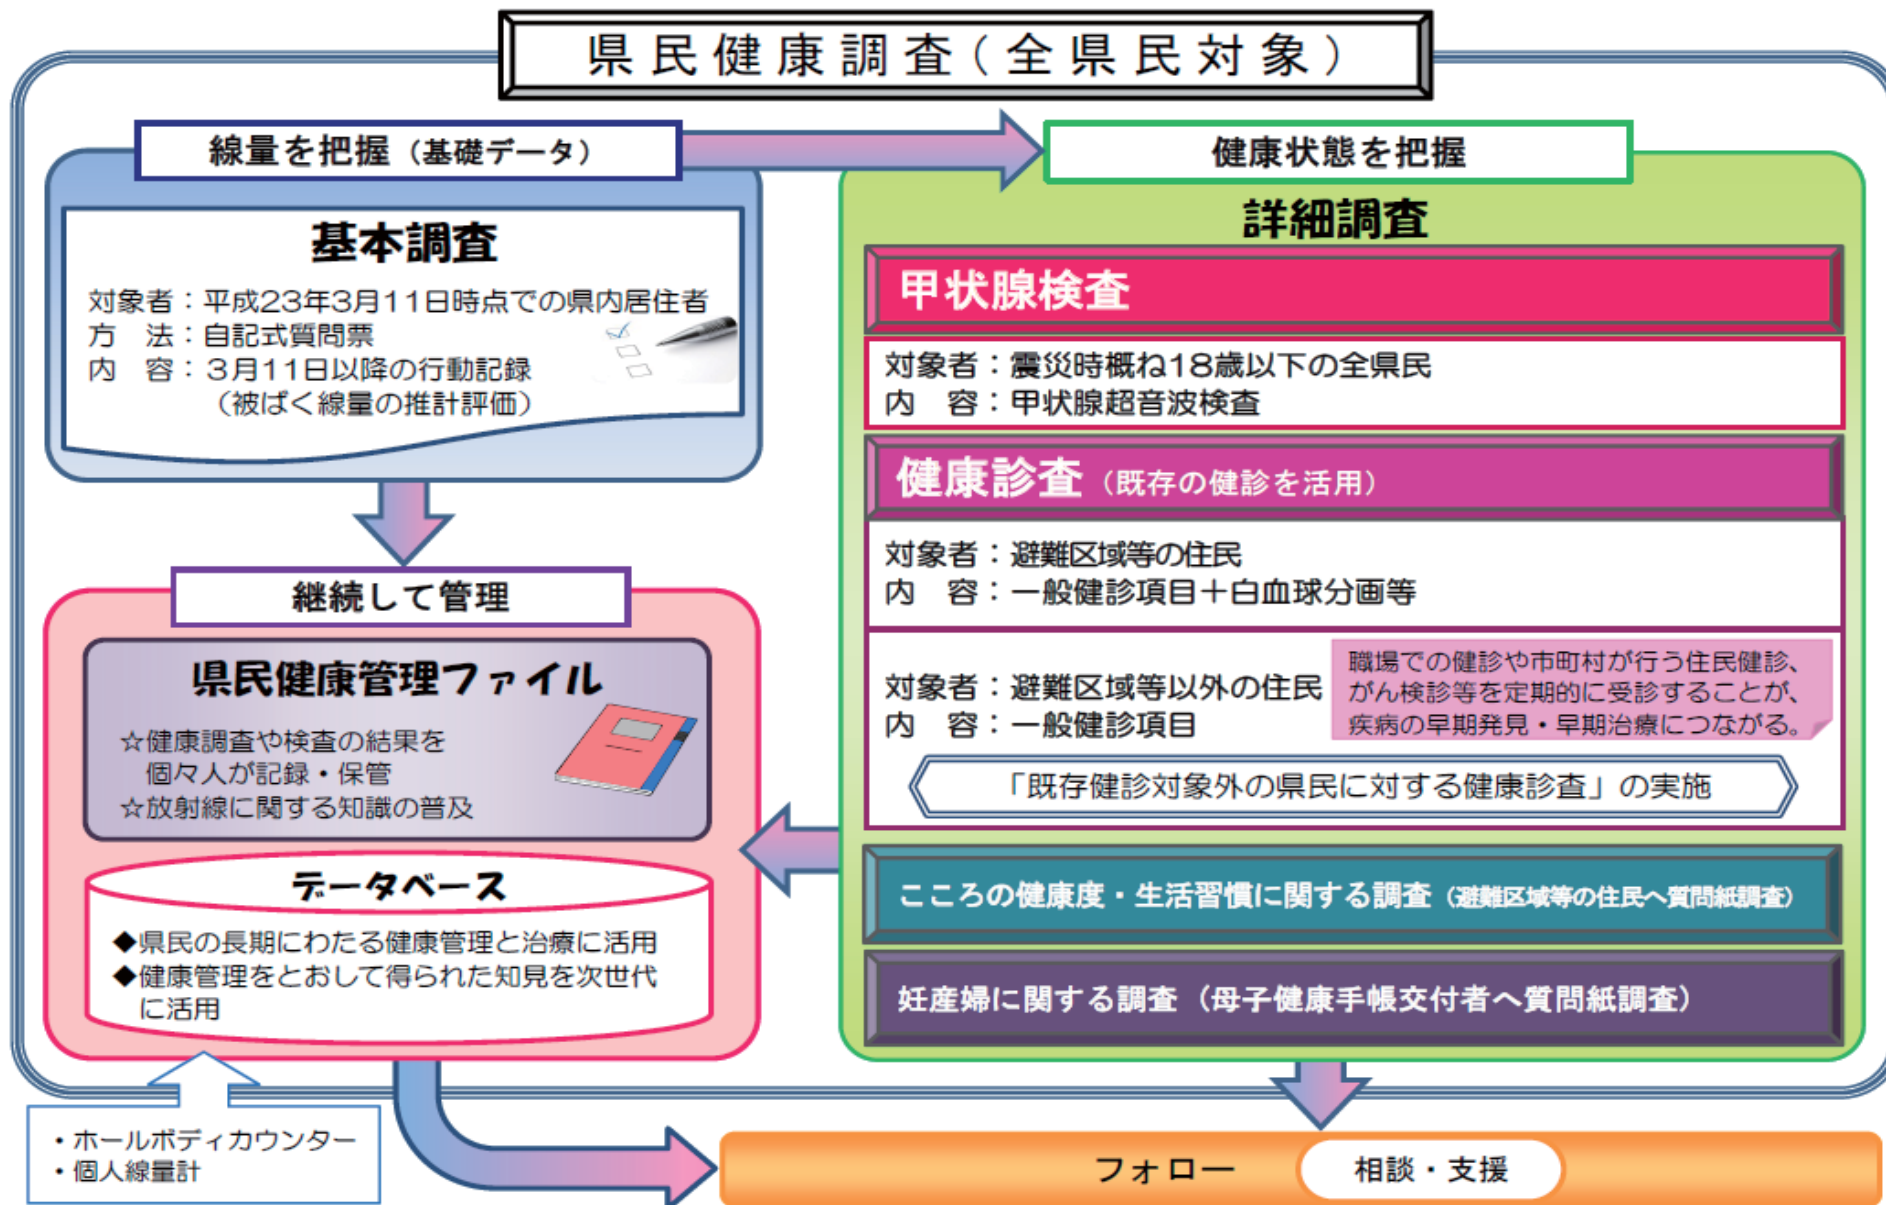 県民健康調査(全県民対象)
線量を把握(基礎データ)
基本調査
対象者:平成23年3月11日時点での県内居住者
方 法:自記式質問票
内 容:3月11日以降の行動記録
(被ばく線量の推計評価)
継続して管理
県民健康管理ファイル
☆健康調査や検査の結果を
個々人が記録・保管
☆放射線に関する知識の普及
データベース
◆県民の長期にわたる健康管理と治療に活用
◆健康管理をとおして得られた知見を次世代
に活用
・ホールボディカウンター
・個人線量計
健康状態を把握
詳細調査
甲状腺検査
対象者:震災時概ね18歳以下の全県民
内 容:甲状腺超音波検査
健康診査(既存の健診を活用)
対象者:避難区域等の住民
内 容:一般健診項目+白血球分画等
対象者:避難区域等以外の住民
内 容:一般健診項目
職場での健診や市町村が行う住民健診、
がん検診等を定期的に受診することが、
疾病の早期発見・早期治療につながる。
「既存健診対象外の県民に対する健康診査」の実施
こころの健康度・生活習慣に関する調査(避難区域等の住民へ質問紙調査)
妊産婦に関する調査(母子健康手帳交付者へ質問紙調査)
フォロー 相談・支援